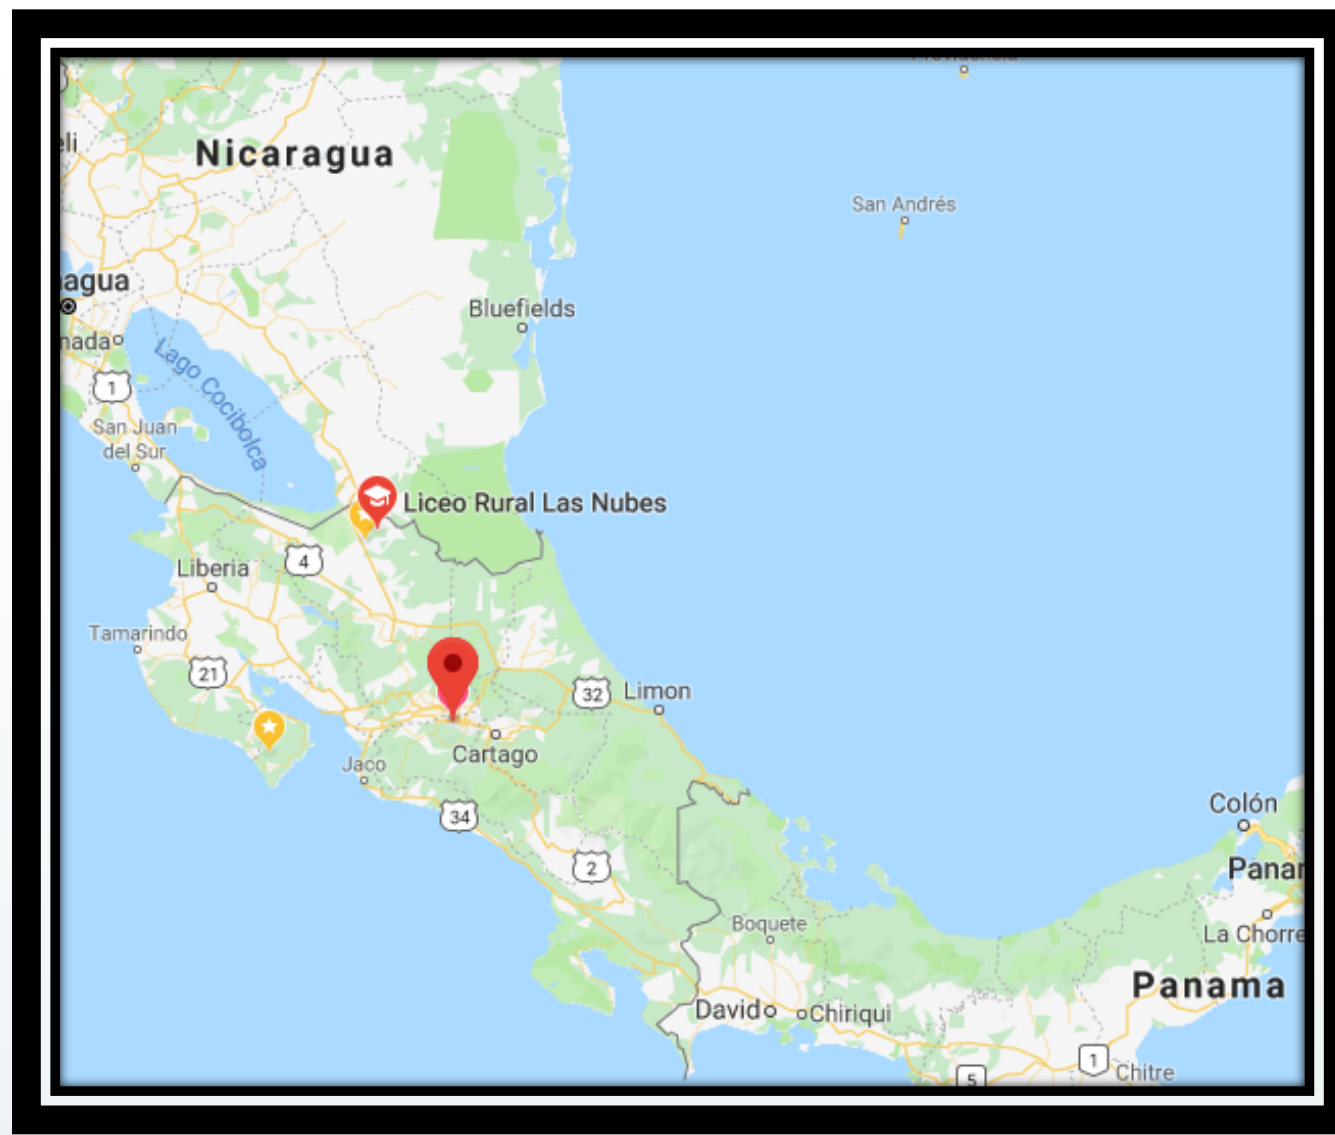 Nicaragua
San Andrés
agua
Bluefields
nada
Lago Cocibolca
1
San Juan
del Sur
Liceo Rural Las Nubes
4
Liberia
Tamarindo
21
32
Limon
Cartago
Jaco
34
2
Colón
Panar
Boquete
La Chorre
Panama
David
Chiriqui
1
Chitre
5